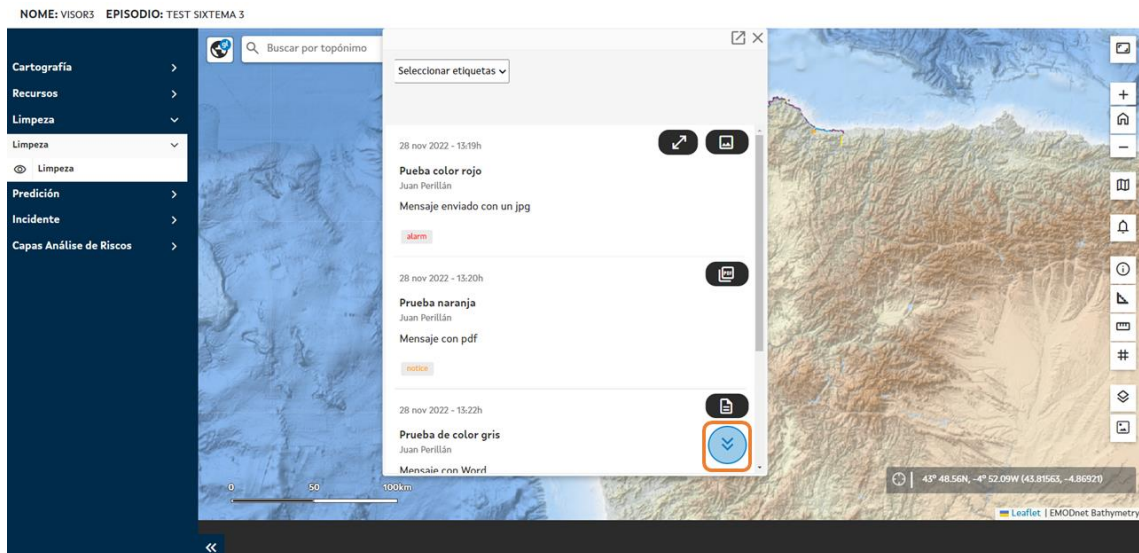 NOME: VISOR3 EPISODIO: TEST SIXTEMA 3
Buscar por topónimo
Cartografía
Recursos
Limpeza
Limpeza
Limpeza
Predición
Incidente
Capas Análise de Riscos
Seleccionar etiquetas
28 nov 2022 - 13:19h
Pueba color rojo
Juan Perillán
Mensaje enviado con un jpg
alarm
28 nov 2022 - 13:20h
PDF
Prueba naranja
Juan Perillán
Mensaje con pdf
notice
28 nov 2022 - 13:22h
Prueba de color gris
Juan Perillán
Mensaje con Word
0 50 100km
43º 48.56N, -4º 52.09W (43.81563, -4.86921)
Leaflet | EMODnet Bathymetry